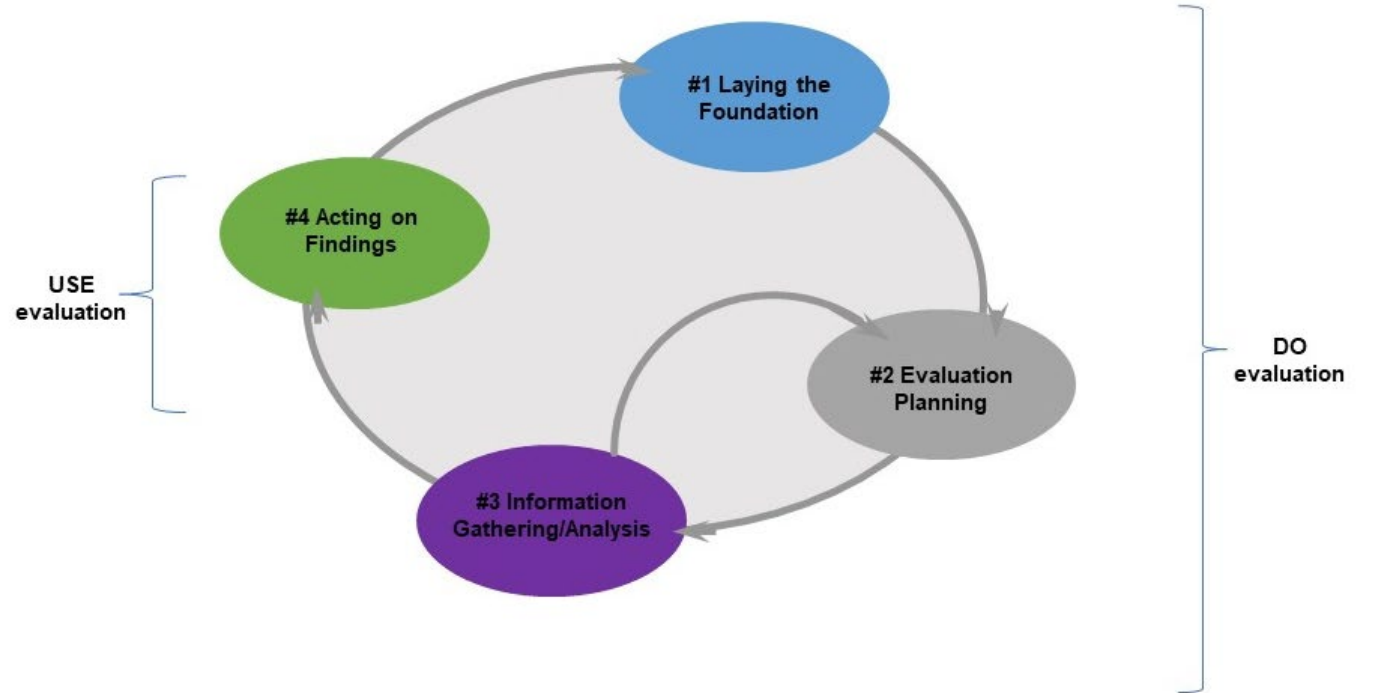 #1 Laying the
Foundation
#4 Acting on
Findings
USE
evaluation
DO
evaluation
#2 Evaluation
Planning
#3 Information
Gathering/Analysis